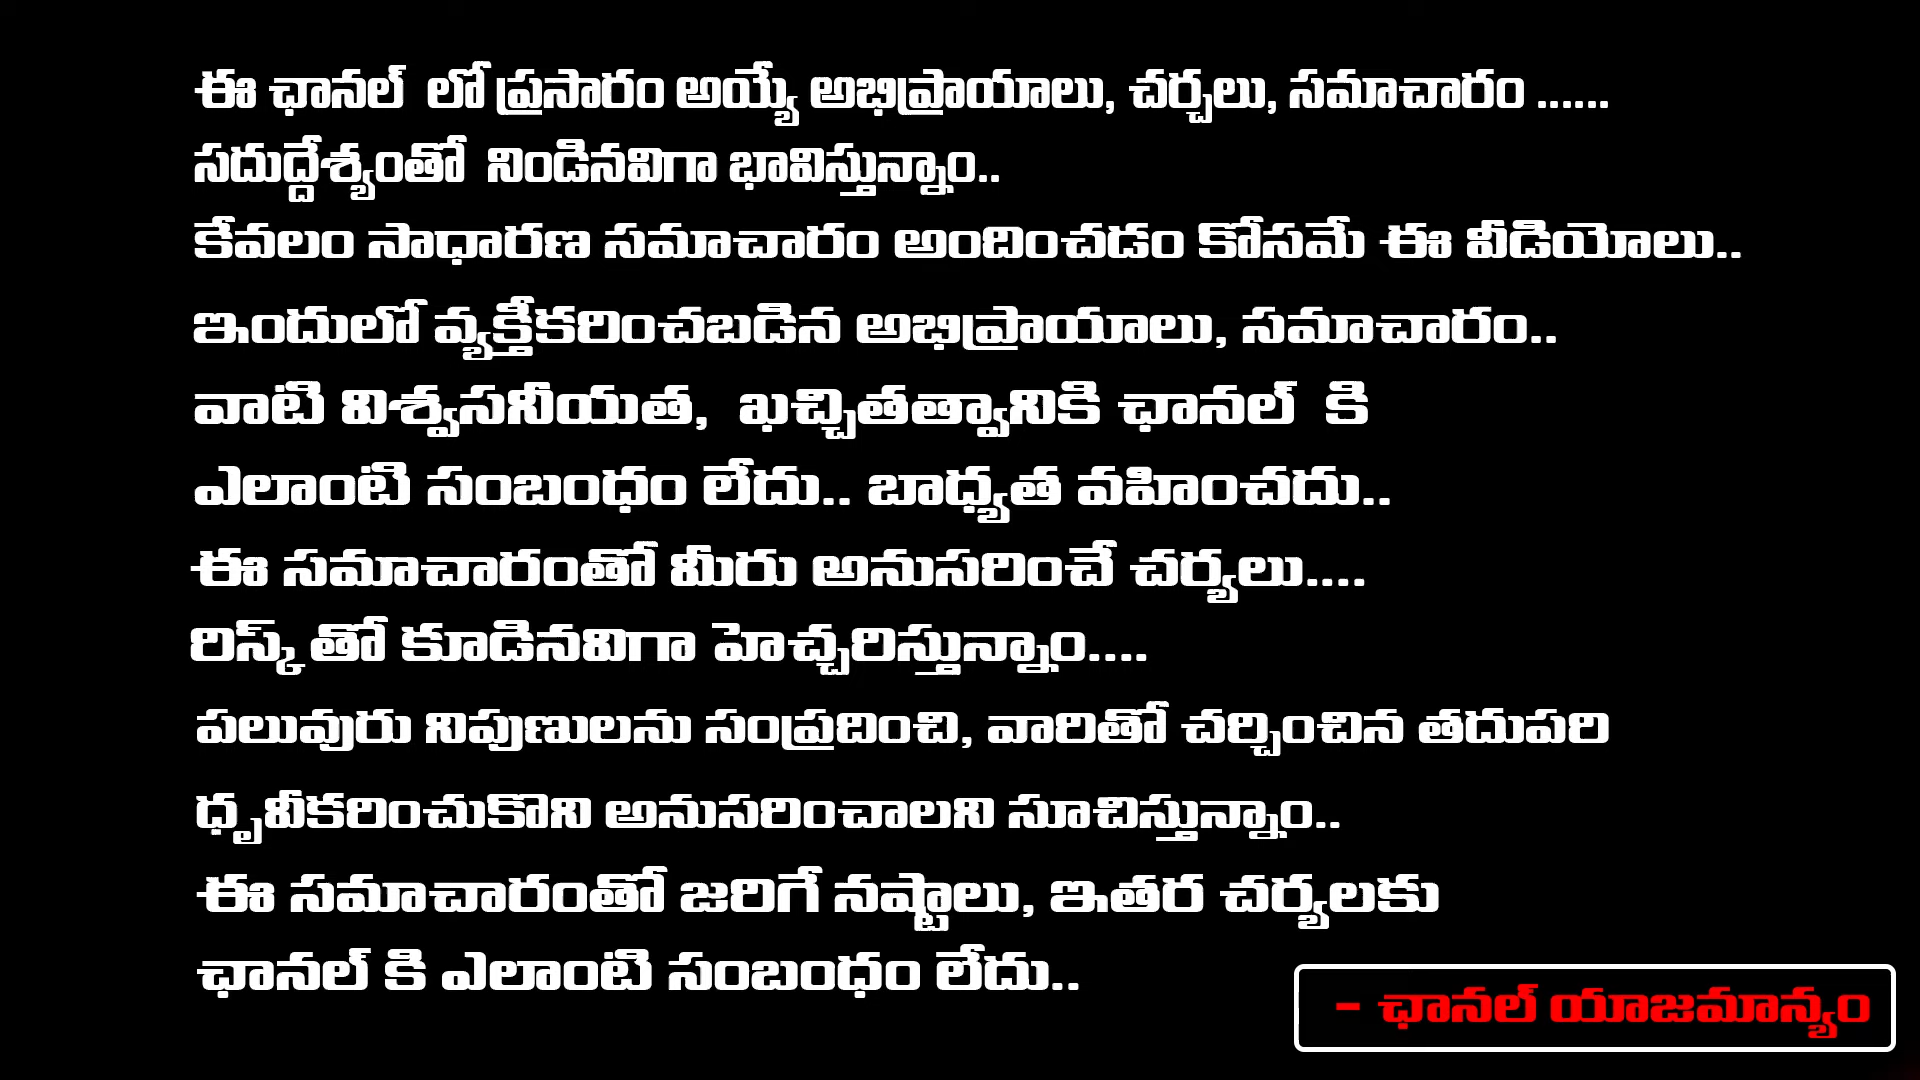 ఈ ఛానల్ లో ప్రసారం అయ్యే అభిప్రాయాలు, చర్చలు, సమాచారం ......
సదుద్దేశ్యంతో నిండినవిగా భావిస్తున్నాం..
కేవలం సాధారణ సమాచారం అందించడం కోసమే ఈ వీడియోలు..
ఇందులో వ్యక్తీకరించబడిన అభిప్రాయాలు, సమాచారం..
వాటి విశ్వసనీయత, ఖచ్చితత్వానికి ఛానల్ కి
ఎలాంటి సంబంధం లేదు.. బాధ్యత వహించదు..
ఈ సమాచారంతో మీరు అనుసరించే చర్యలు....
రిస్క్ తో కూడినవిగా హెచ్చరిస్తున్నాం....
పలువురు నిపుణులను సంప్రదించి, వారితో చర్చించిన తదుపరి
ధృవీకరించుకొని అనుసరించాలని సూచిస్తున్నాం..
ఈ సమాచారంతో జరిగే నష్టాలు, ఇతర చర్యలకు
ఛానల్ కి ఎలాంటి సంబంధం లేదు..
- ఛానల్ యాజమాన్యం